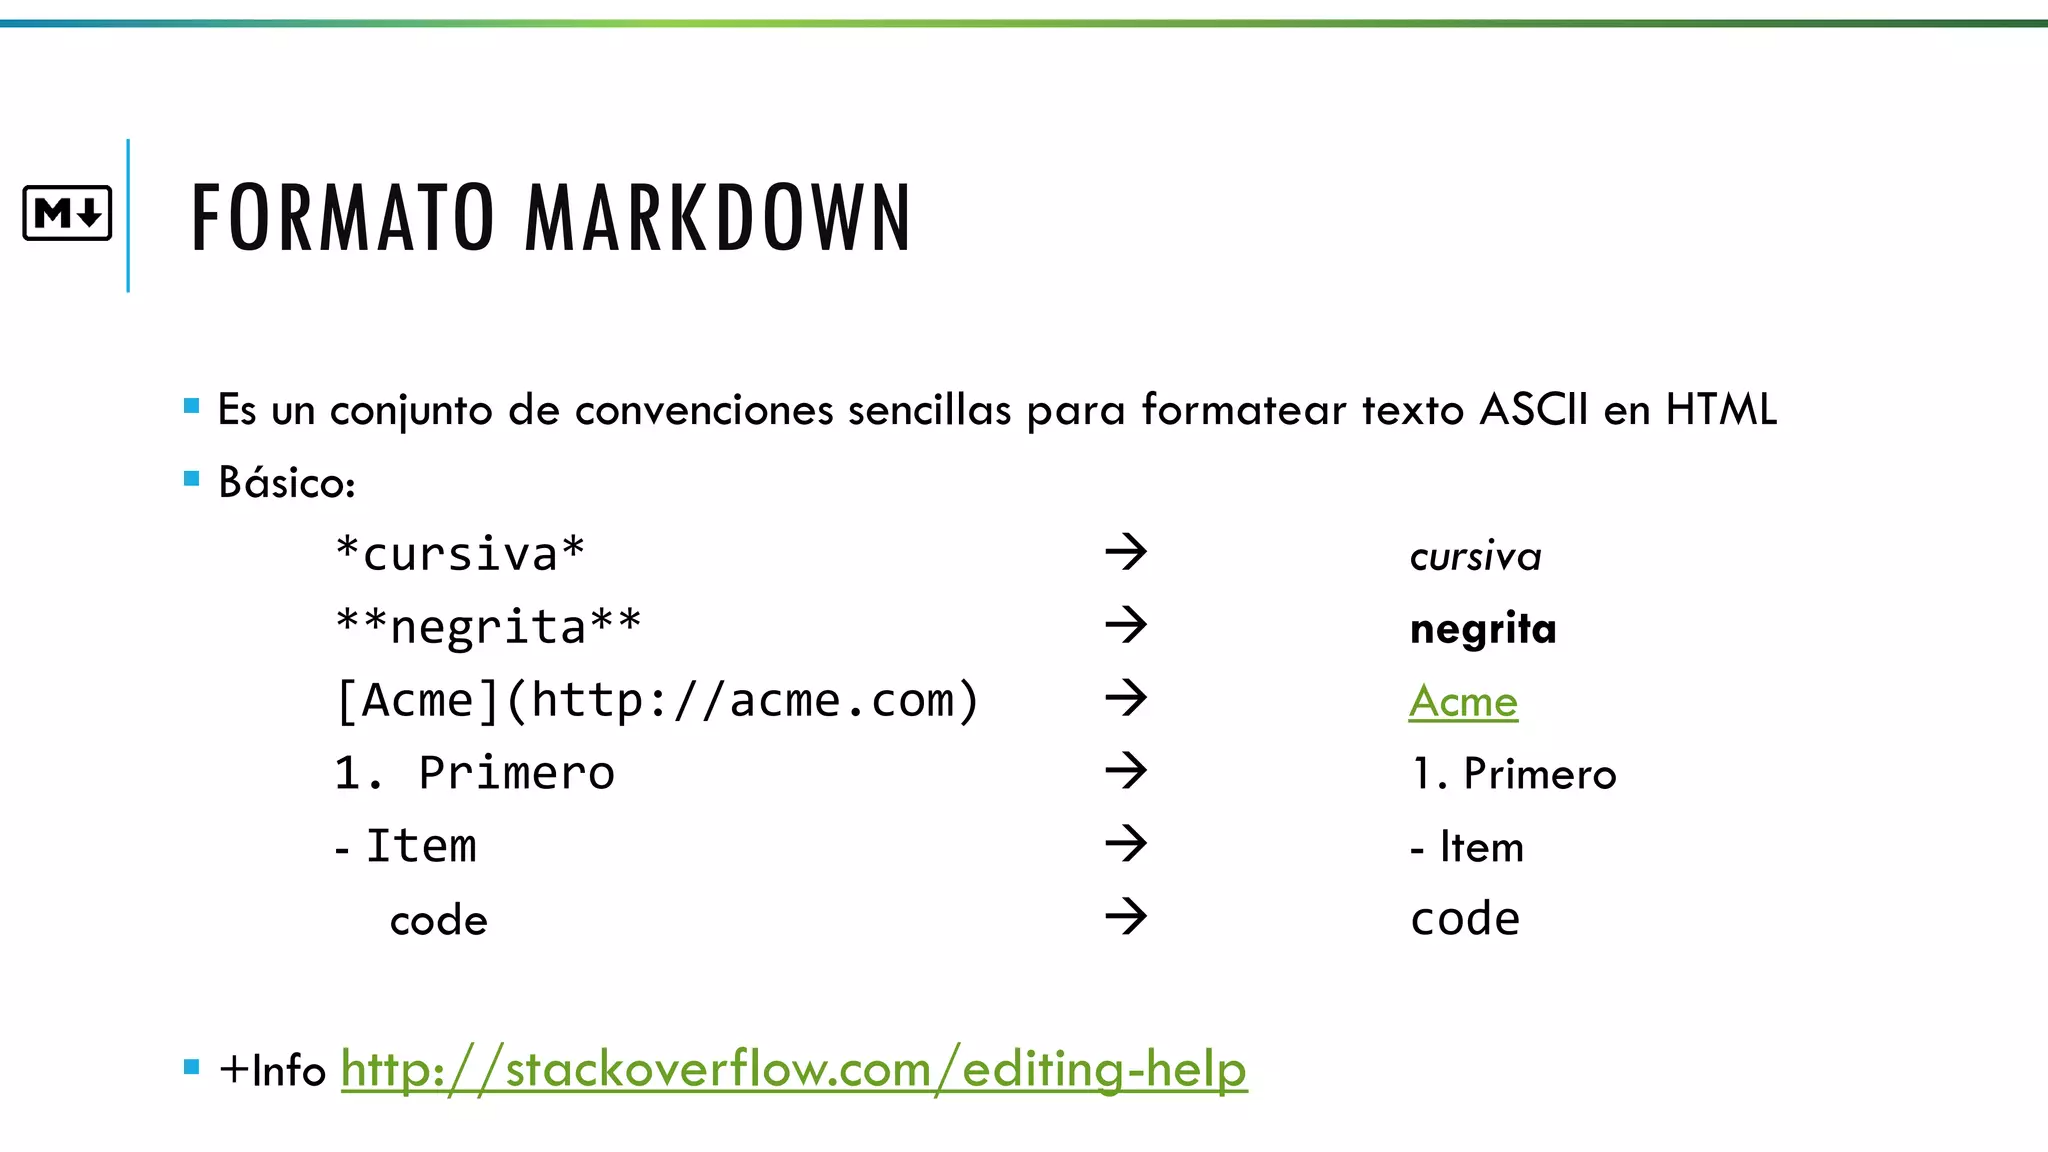 M↓
FORMATO MARKDOWN
▪ Es un conjunto de convenciones sencillas para formatear texto ASCII en HTML
▪ Básico:
*cursiva* → cursiva
**negrita** → negrita
[Acme](http://acme.com) → Acme
1. Primero → 1. Primero
- Item → - Item
code → code
▪ +Info http://stackoverflow.com/editing-help